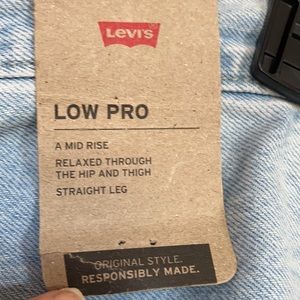 LEVI'S
LOW PRO
A MID RISE
RELAXED THROUGH
THE HIP AND THIGH
STRAIGHT LEG
ORIGINAL STYLE.
RESPONSIBLY MADE.